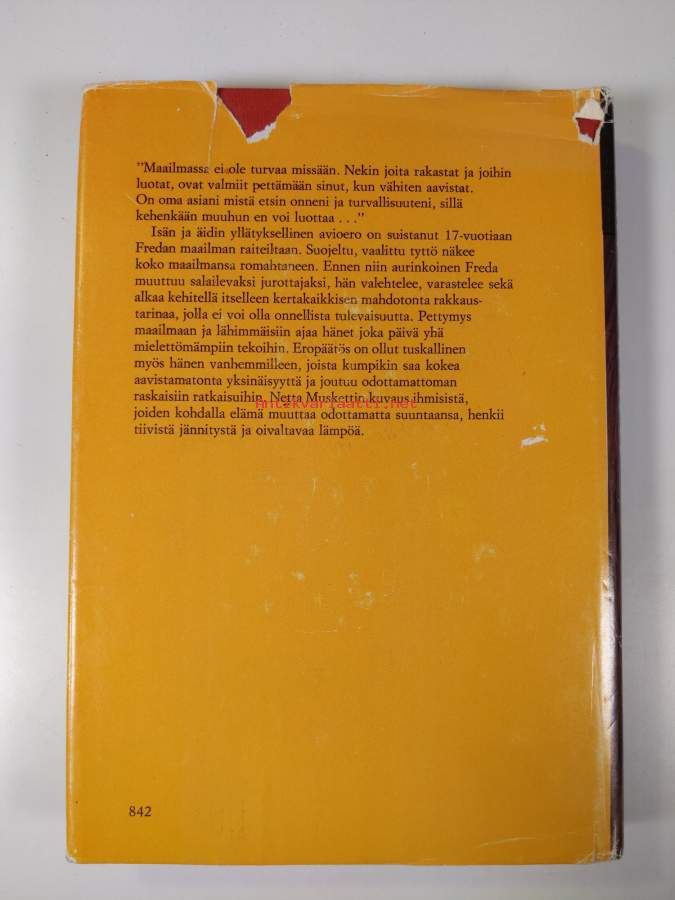 "Maailmassa ei ole turvaa missään. Nekin joita rakastat ja joihin
luotat, ovat valmiit pettämään sinut, kun vähiten aavistat.
On oma asiani mistä etsin onneni ja turvallisuuteni, sillä
kehenkään muuhun en voi luottaa . . ."
Isän ja äidin yllätyksellinen avioero on suistanut 17-vuotiaan
Fredan maailman raiteiltaan. Suojeltu, vaalittu tyttö näkee
koko maailmansa romahtaneen. Ennen niin aurinkoinen Freda
muuttuu salailevaksi jurottajaksi, hän valehtelee, varastelee sekä
alkaa kehitellä itselleen kertakaikkisen mahdotonta rakkaus-
tarinaa, jolla ei voi olla onnellista tulevaisuutta. Pettymys
maailmaan ja lähimmäisiin ajaa hänet joka päivä yhä
mielettömämpiin tekoihin. Eropäätös on ollut tuskallinen
myös hänen vanhemmilleen, joista kumpikin saa kokea
aavistamatonta yksinäisyyttä ja joutuu odottamattoman
raskaisiin ratkaisuihin. Netta Muskettin kuvaus ihmisistä,
Antikvariaatti.net
joiden kohdalla elämä muuttaa odottamatta suuntaansa, henkii
tiivistä jännitystä ja oivaltavaa lämpöä.
842